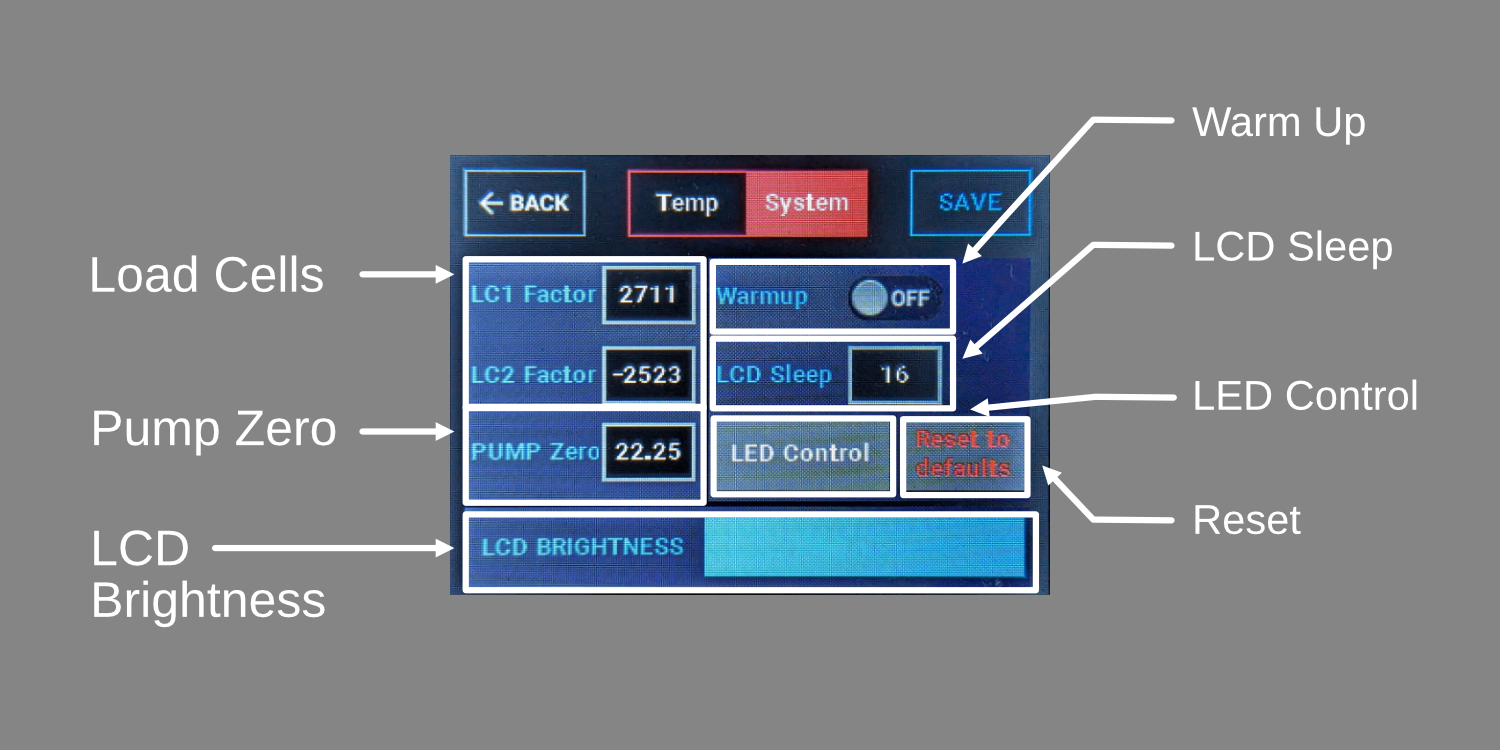 Warm Up
← BACK
Temp
System
SAVE
LCD Sleep
Load Cells
LC1 Factor
2711
Warmup
OFF
LC2 Factor
-2523
LCD Sleep
16
LED Control
Pump Zero
PUMP Zero
22.25
LED Control
Reset to
defaults
Reset
LCD
Brightness
LCD BRIGHTNESS